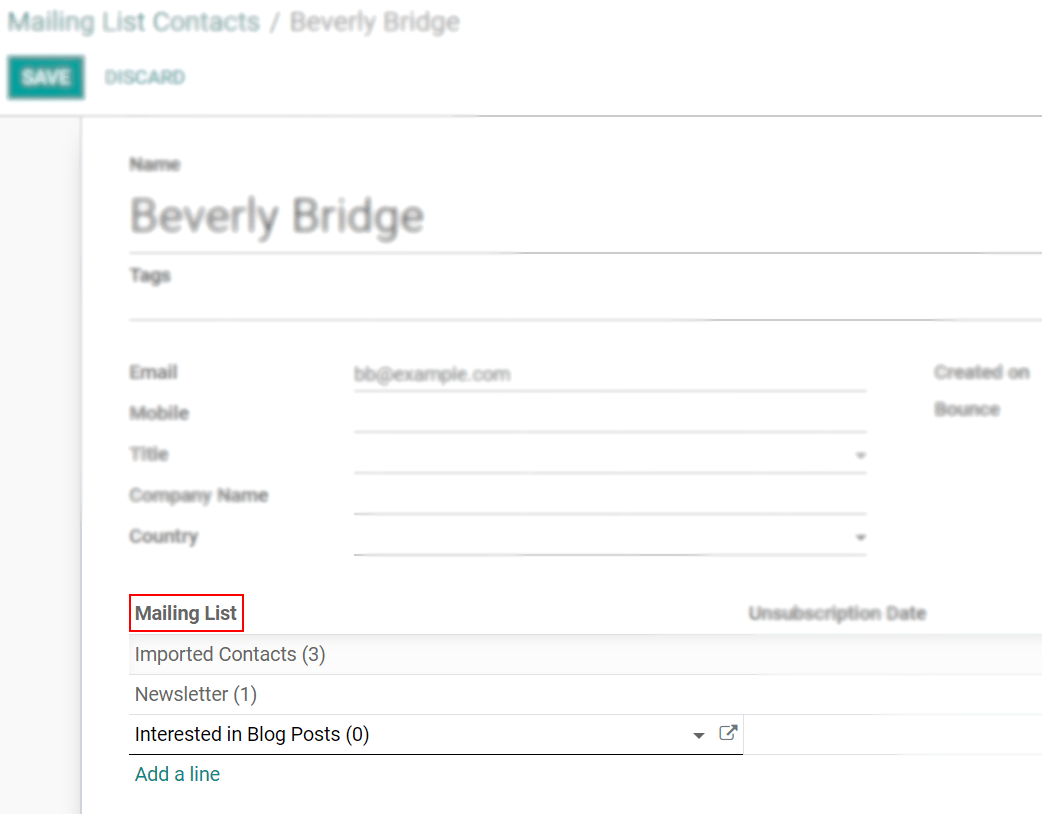 Mailing List Contacts / Beverly Bridge
SAVE DISCARD
Name
Beverly Bridge
Tags
Email bb@example.com Created on
Mobile Bounce
Title
Company Name
Country
Mailing List Unsubscription Date
Imported Contacts (3)
Newsletter (1)
Interested in Blog Posts (0)
Add a line